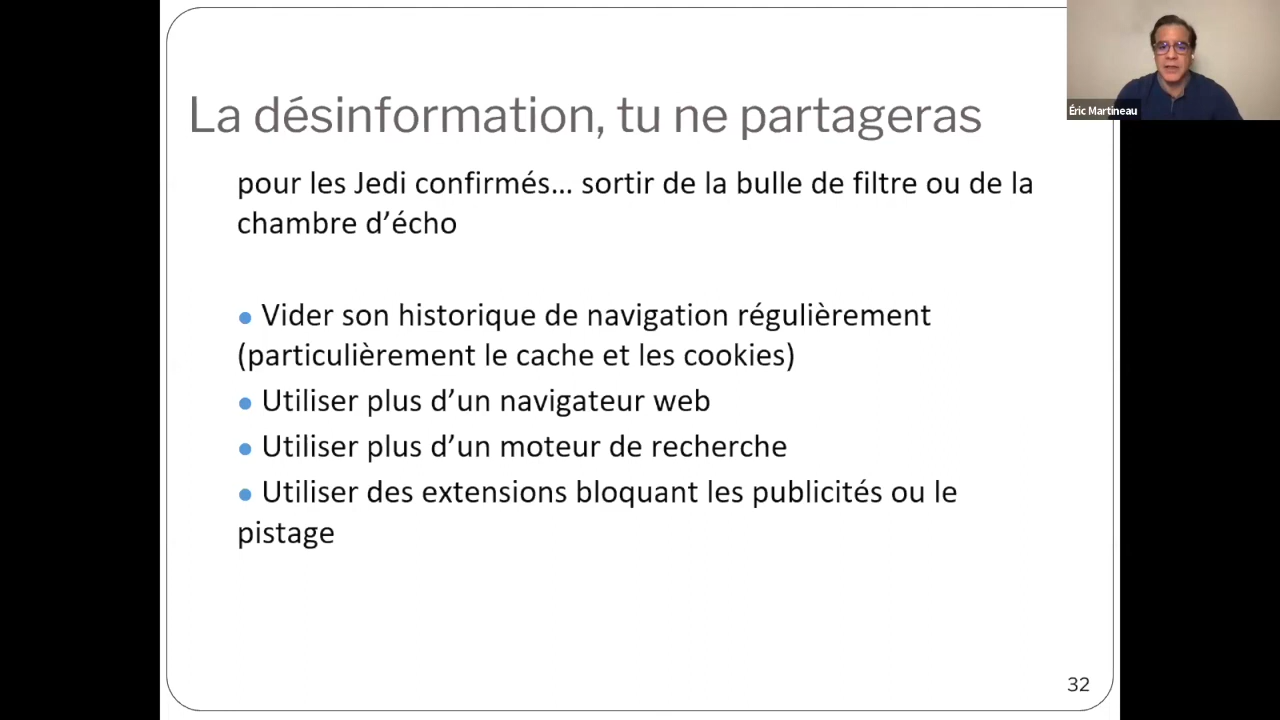 La désinformation, tu ne partageras
Éric Martineau
pour les Jedi confirmés... sortir de la bulle de filtre ou de la
chambre d’écho
● Vider son historique de navigation régulièrement
(particulièrement le cache et les cookies)
● Utiliser plus d’un navigateur web
● Utiliser plus d’un moteur de recherche
● Utiliser des extensions bloquant les publicités ou le
pistage
32